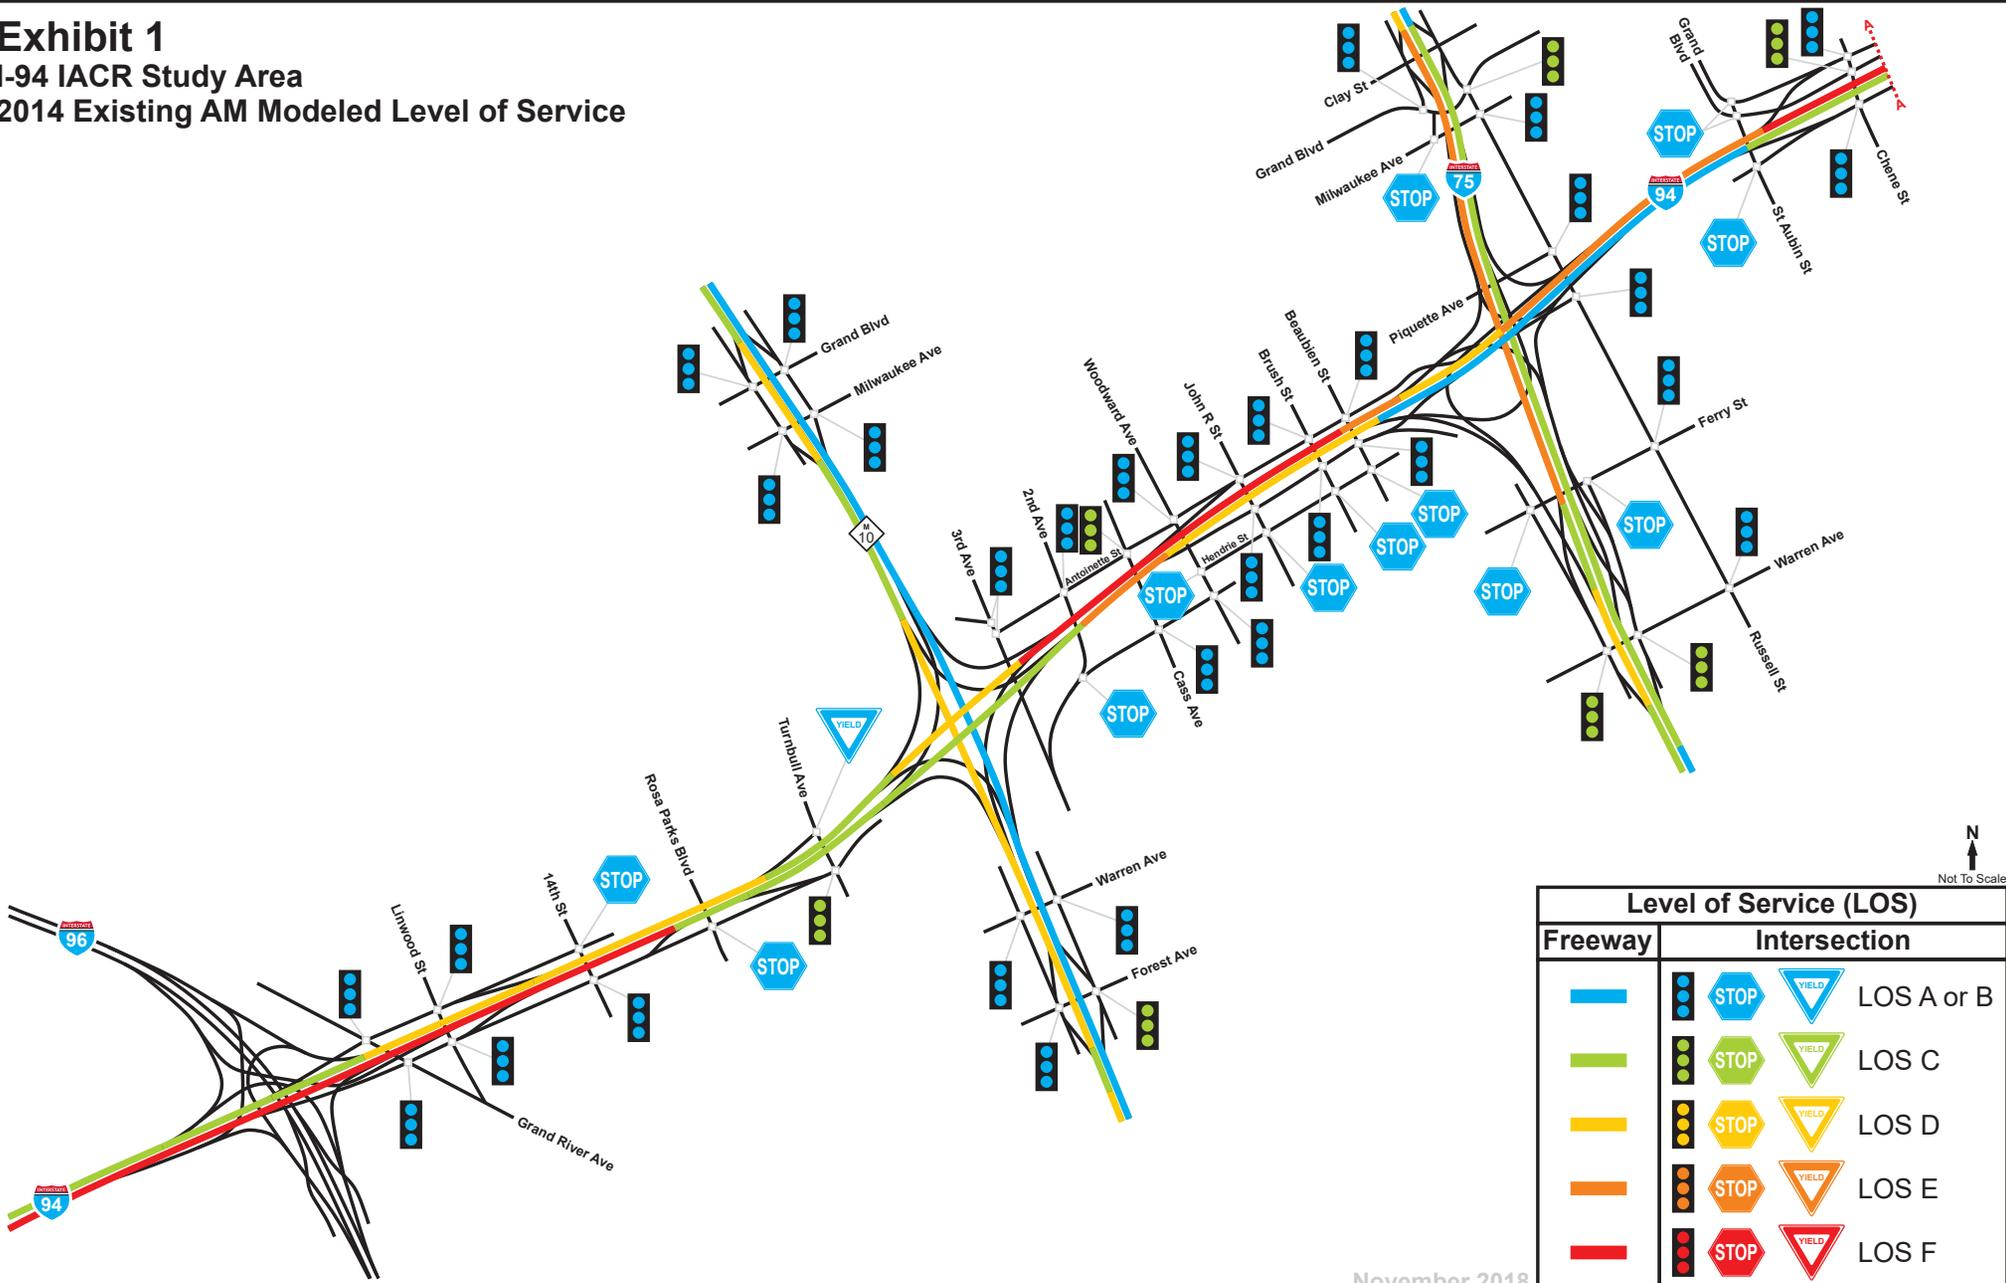 Exhibit 1
I-94 IACR Study Area
2014 Existing AM Modeled Level of Service
Clay St
Grand Blvd
Milwaukee Ave
STOP
INTERSTATE
75
Grand
Blvd
STOP
INTERSTATE
94
A
A
Chene St
St Aubin St
STOP
Piquette Ave
Grand Blvd
Milwaukee Ave
M
10
Beaubien St
Brush St
John R St
Woodward Ave
2nd Ave
3rd Ave
Antoinette St
Hendrie St
Cass Ave
STOP
STOP
STOP
STOP
STOP
Ferry St
STOP
STOP
Warren Ave
Russell St
YIELD
Turnbull Ave
Rosa Parks Blvd
14th St
Linwood St
STOP
STOP
Warren Ave
Forest Ave
INTERSTATE
96
Grand River Ave
INTERSTATE
94
N
Not To Scale
Level of Service (LOS)
Freeway
Intersection
STOP YIELD LOS A or B
STOP YIELD LOS C
STOP YIELD LOS D
STOP YIELD LOS E
STOP YIELD LOS F
November 2018